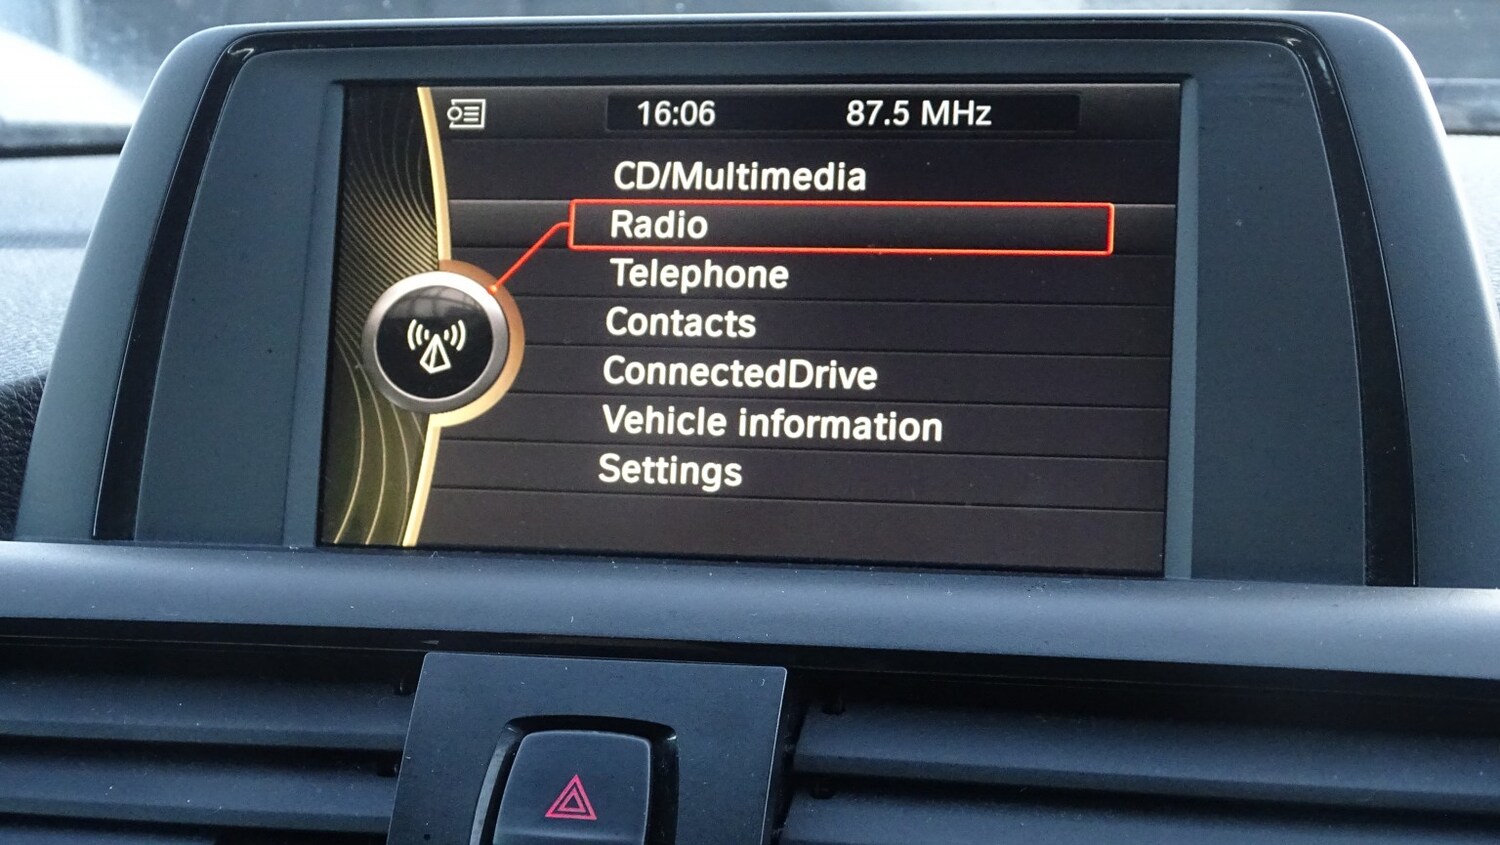 16:06 87.5 MHz
CD/Multimedia
Radio
Telephone
Contacts
ConnectedDrive
Vehicle information
Settings